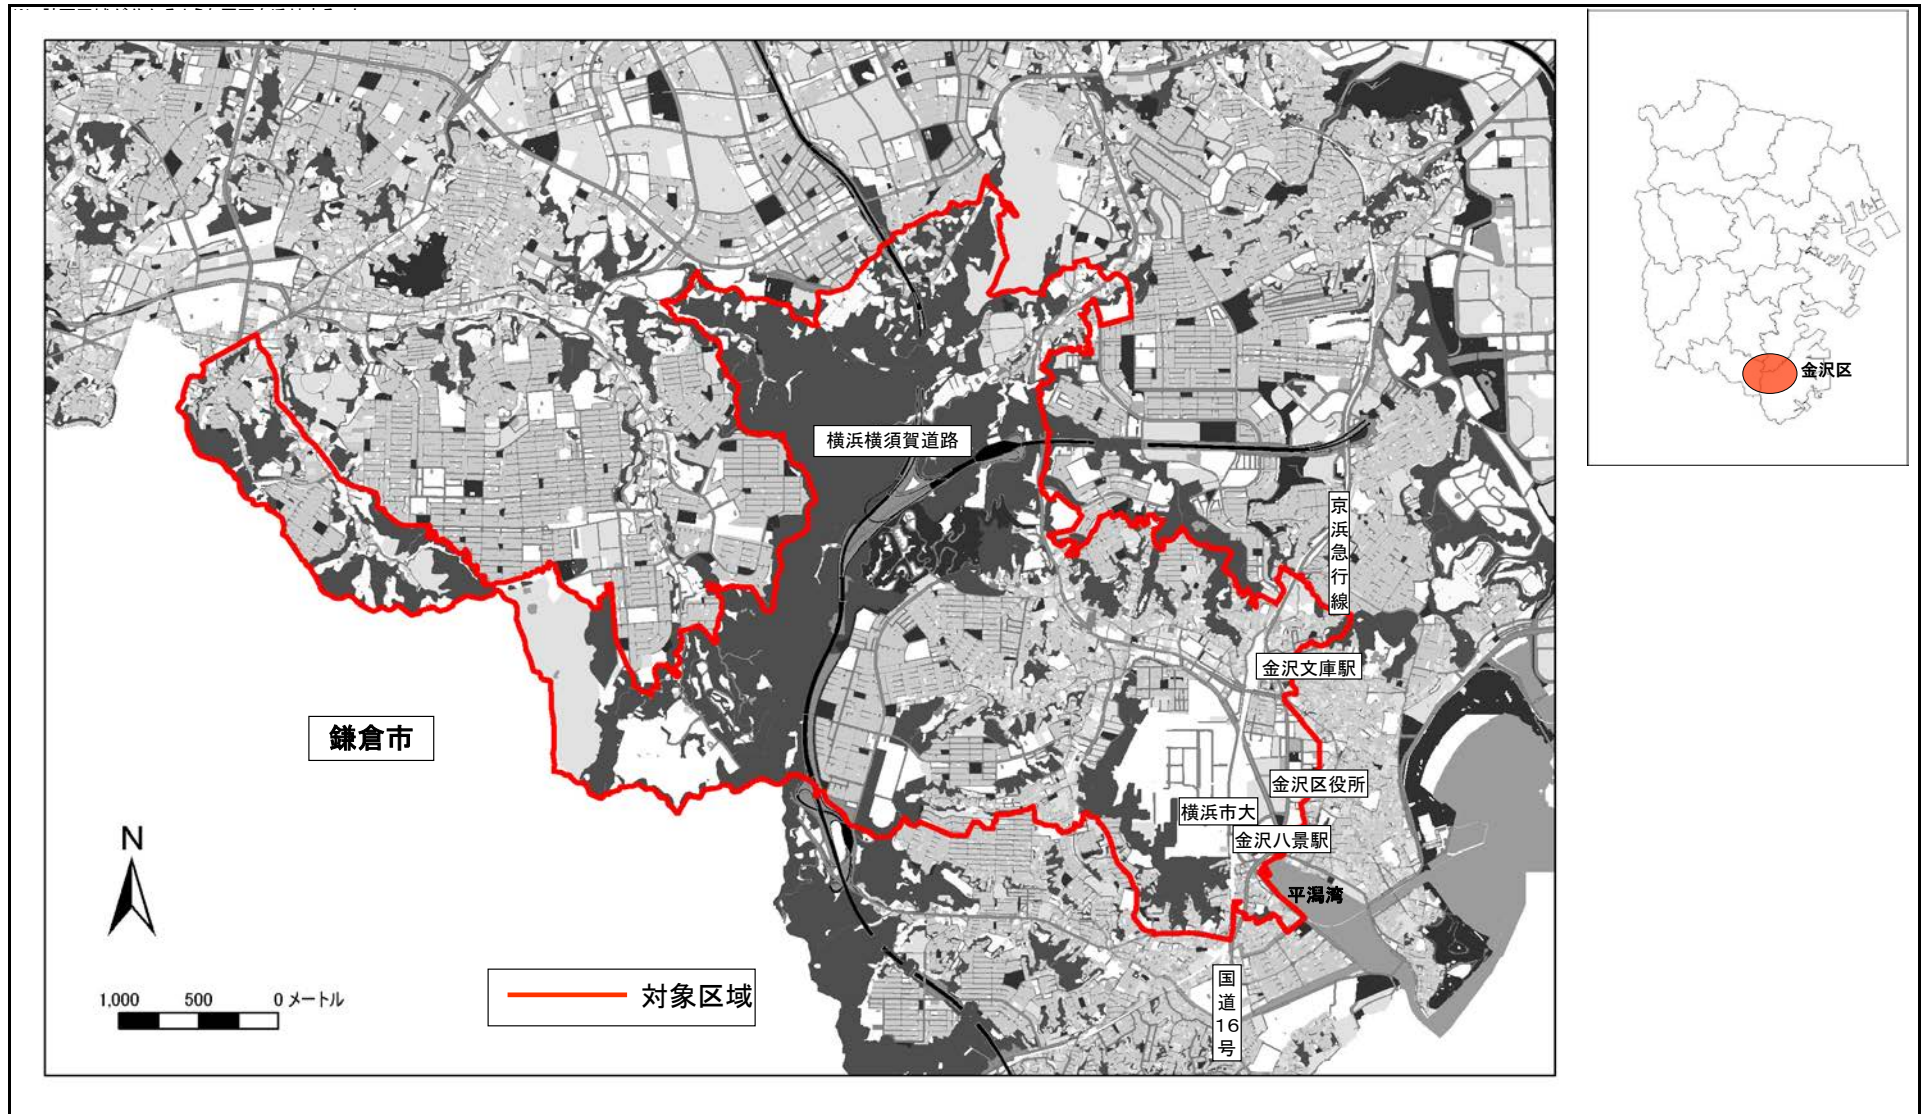 金沢区
横浜横須賀道路
京浜急行線
金沢文庫駅
鎌倉市
金沢区役所
横浜市大
金沢八景駅
平潟湾
N
国道16号
対象区域
1,000 500 0 メートル